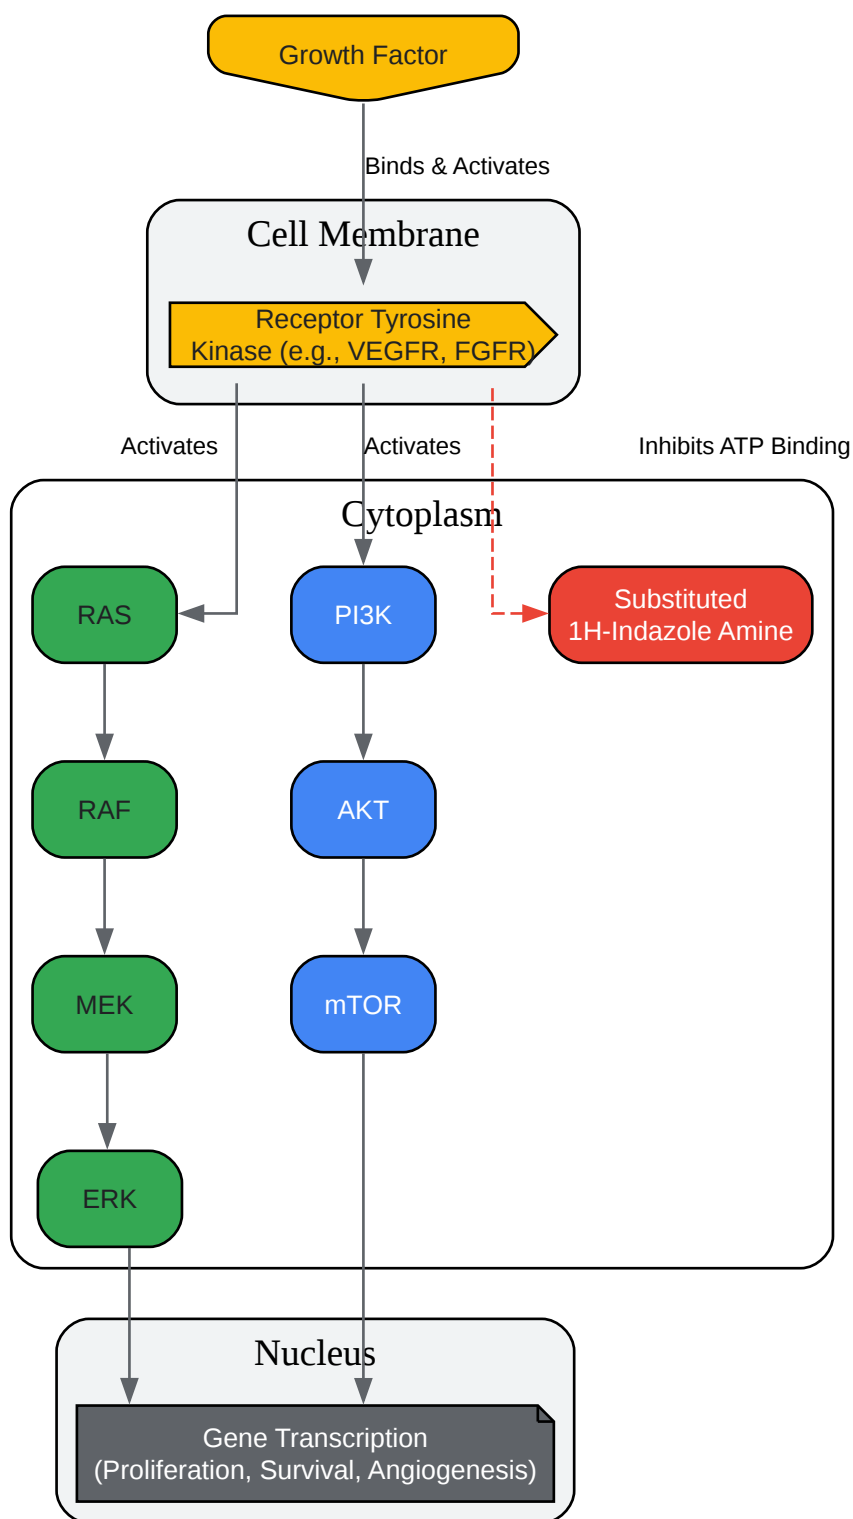 Growth Factor
Binds & Activates
Cell Membrane
Receptor Tyrosine
Kinase (e.g., VEGFR, FGFR)
Activates
Activates
Inhibits ATP Binding
Cytoplasm
RAS
PI3K
Substituted
1H-Indazole Amine
RAF
AKT
MEK
mTOR
ERK
Nucleus
Gene Transcription
(Proliferation, Survival, Angiogenesis)